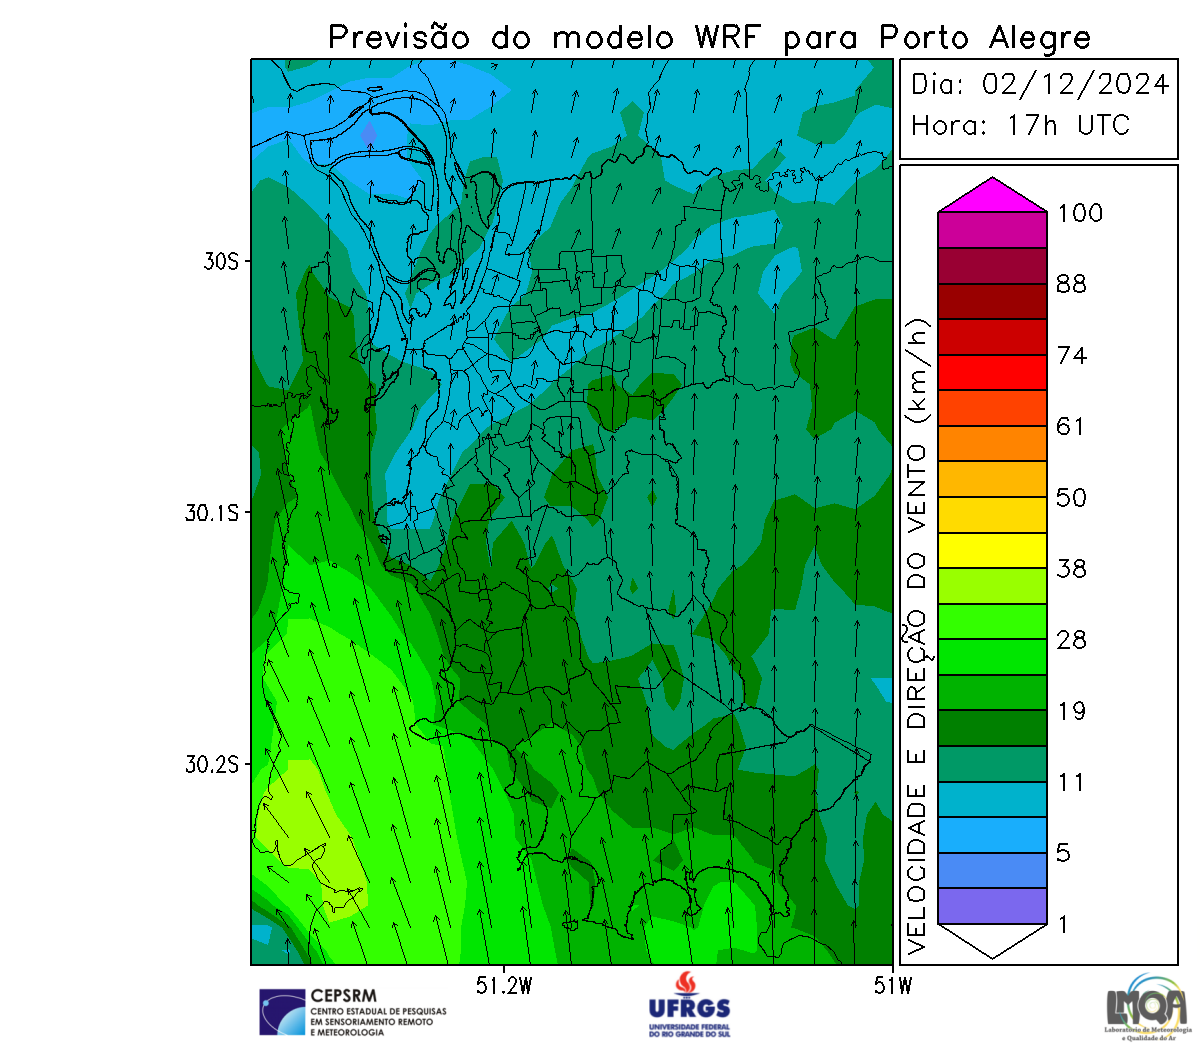 Previsão do modelo WRF para Porto Alegre
Dia: 02/12/2024
Hora: 17h UTC
30S
30.1S
30.2S
51.2W
51W
VELOCIDADE E DIREÇÃO DO VENTO (km/h)
100
88
74
61
50
38
28
19
11
5
1
CEPSRM
CENTRO ESTADUAL DE PESQUISAS
EM SENSORIAMENTO REMOTO
E METEOROLOGIA
UFRGS
UNIVERSIDADE FEDERAL
DO RIO GRANDE DO SUL
LMQA
Laboratório de Meteorologia
e Qualidade do Ar